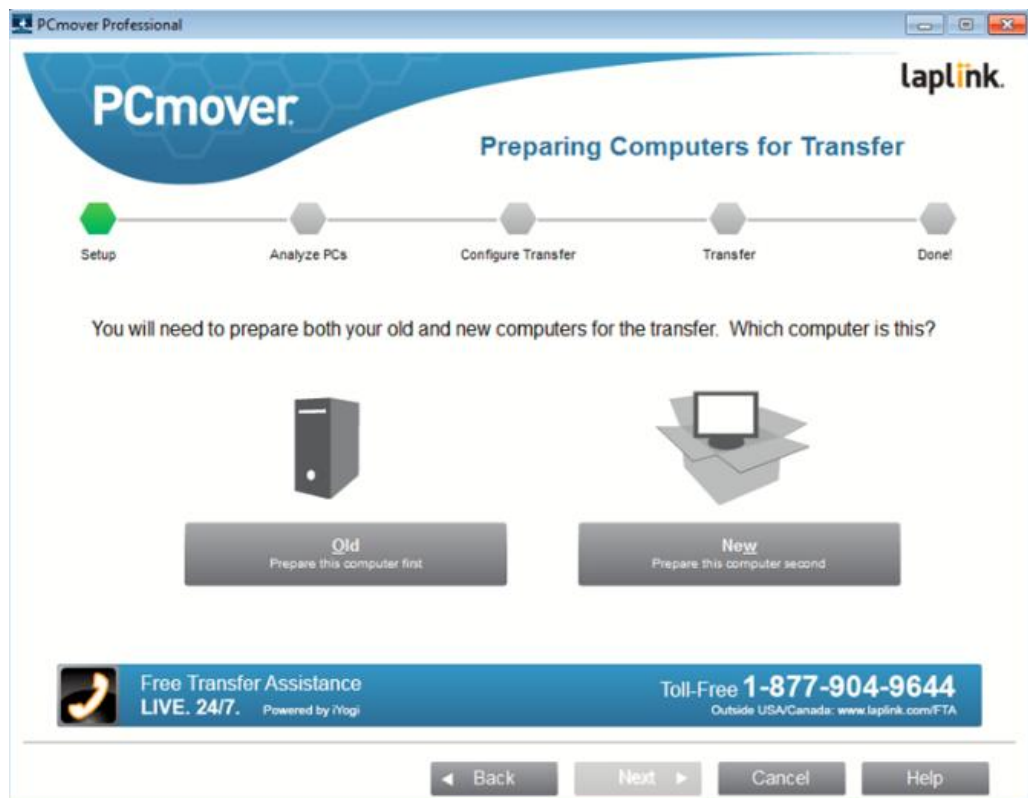 PCmover Professional
laplink.
PCmover.
Preparing Computers for Transfer
Setup
Analyze PCs
Configure Transfer
Transfer
Done!
You will need to prepare both your old and new computers for the transfer. Which computer is this?
Old
Prepare this computer first
New
Prepare this computer second
Free Transfer Assistance
LIVE. 24/7. Powered by iYogi
Toll-Free 1-877-904-9644
Outside USA/Canada: www.laplink.com/FTA
Back
Next
Cancel
Help